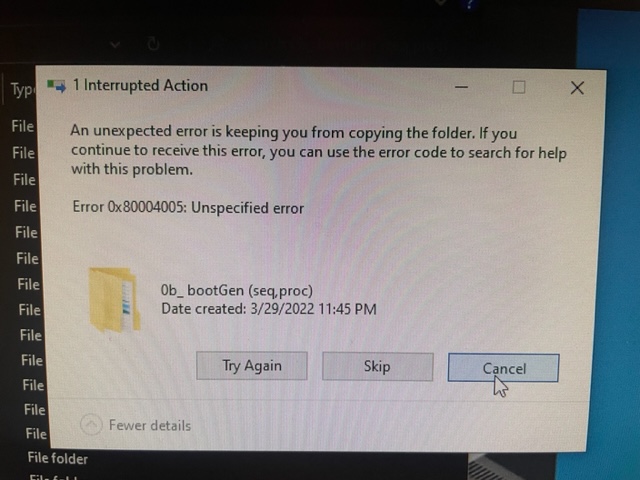 Type
1 Interrupted Action
File
An unexpected error is keeping you from copying the folder. If you
File
continue to receive this error, you can use the error code to search for help
File
with this problem.
File
Error 0x80004005: Unspecified error
File
File
File
0b_ bootGen (seq,proc)
File
Date created: 3/29/2022 11:45 PM
File
File
Try Again
Skip
Cancel
File
File
File
Fewer details
File folder